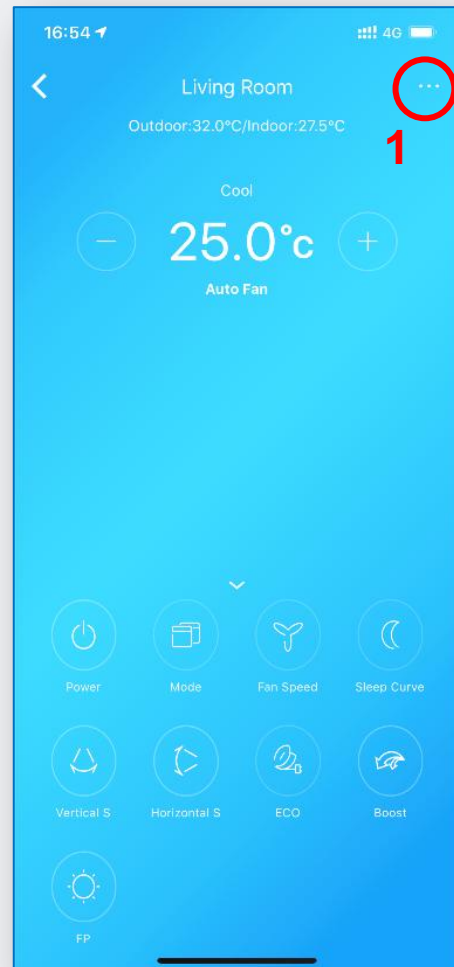 16:54 4G
Living Room ...
Outdoor:32.0°C/Indoor:27.5°C
1
Cool
− 25.0°c +
Auto Fan
Power Mode Fan Speed Sleep Curve
Vertical S Horizontal S ECO Boost
FP